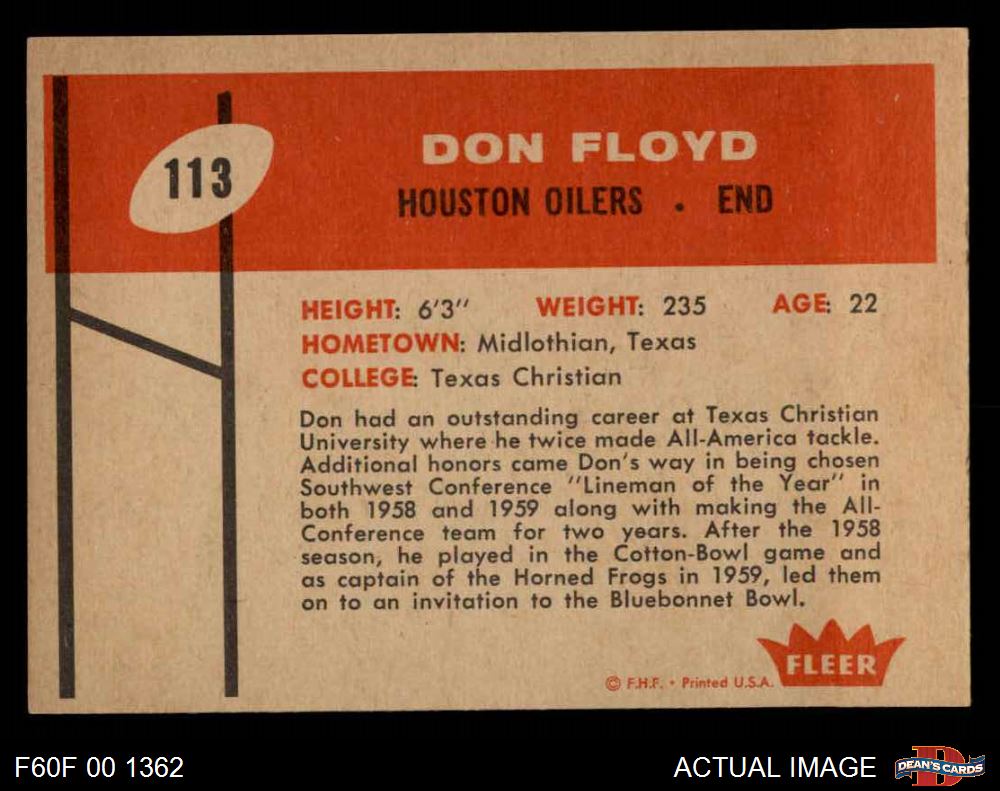 113
DON FLOYD
HOUSTON OILERS . END
HEIGHT: 6'3" WEIGHT: 235 AGE: 22
HOMETOWN: Midlothian, Texas
COLLEGE: Texas Christian
Don had an outstanding career at Texas Christian
University where he twice made All-America tackle.
Additional honors came Don's way in being chosen
Southwest Conference "Lineman of the Year" in
both 1958 and 1959 along with making the All-
Conference team for two years. After the 1958
season, he played in the Cotton-Bowl game and
as captain of the Horned Frogs in 1959, led them
on to an invitation to the Bluebonnet Bowl.
FLEER
© F.H.F. • Printed U.S.A.
F60F 00 1362
ACTUAL IMAGE
D
DEAN'S CARDS